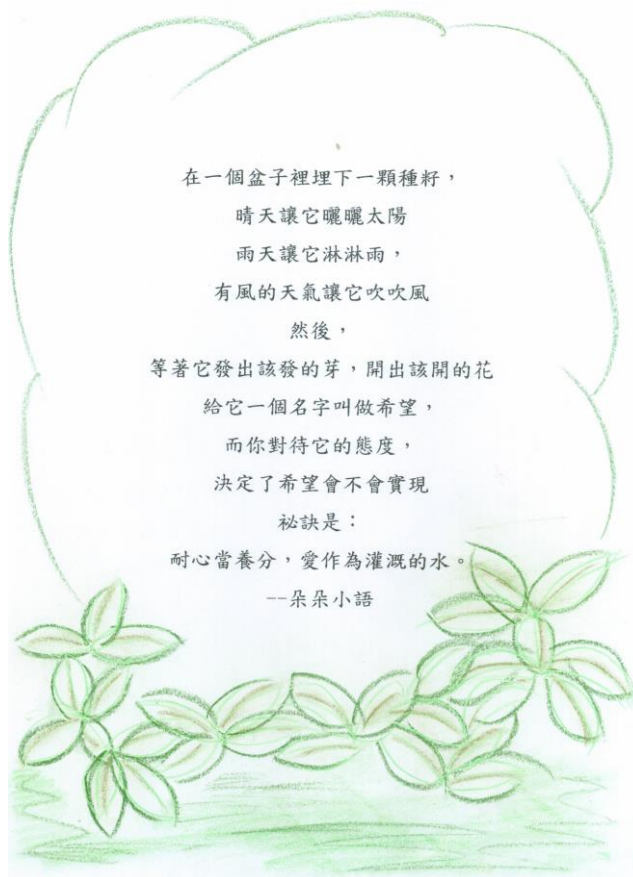 在一個盆子裡埋下一顆種籽，
晴天讓它曬曬太陽
雨天讓它淋淋雨，
有風的天氣讓它吹吹風
然後，
等著它發出該發的芽，開出該開的花
給它一個名字叫做希望，
而你對待它的態度，
決定了希望會不會實現
祕訣是：
耐心當養分，愛作為灌溉的水。
--朵朵小語